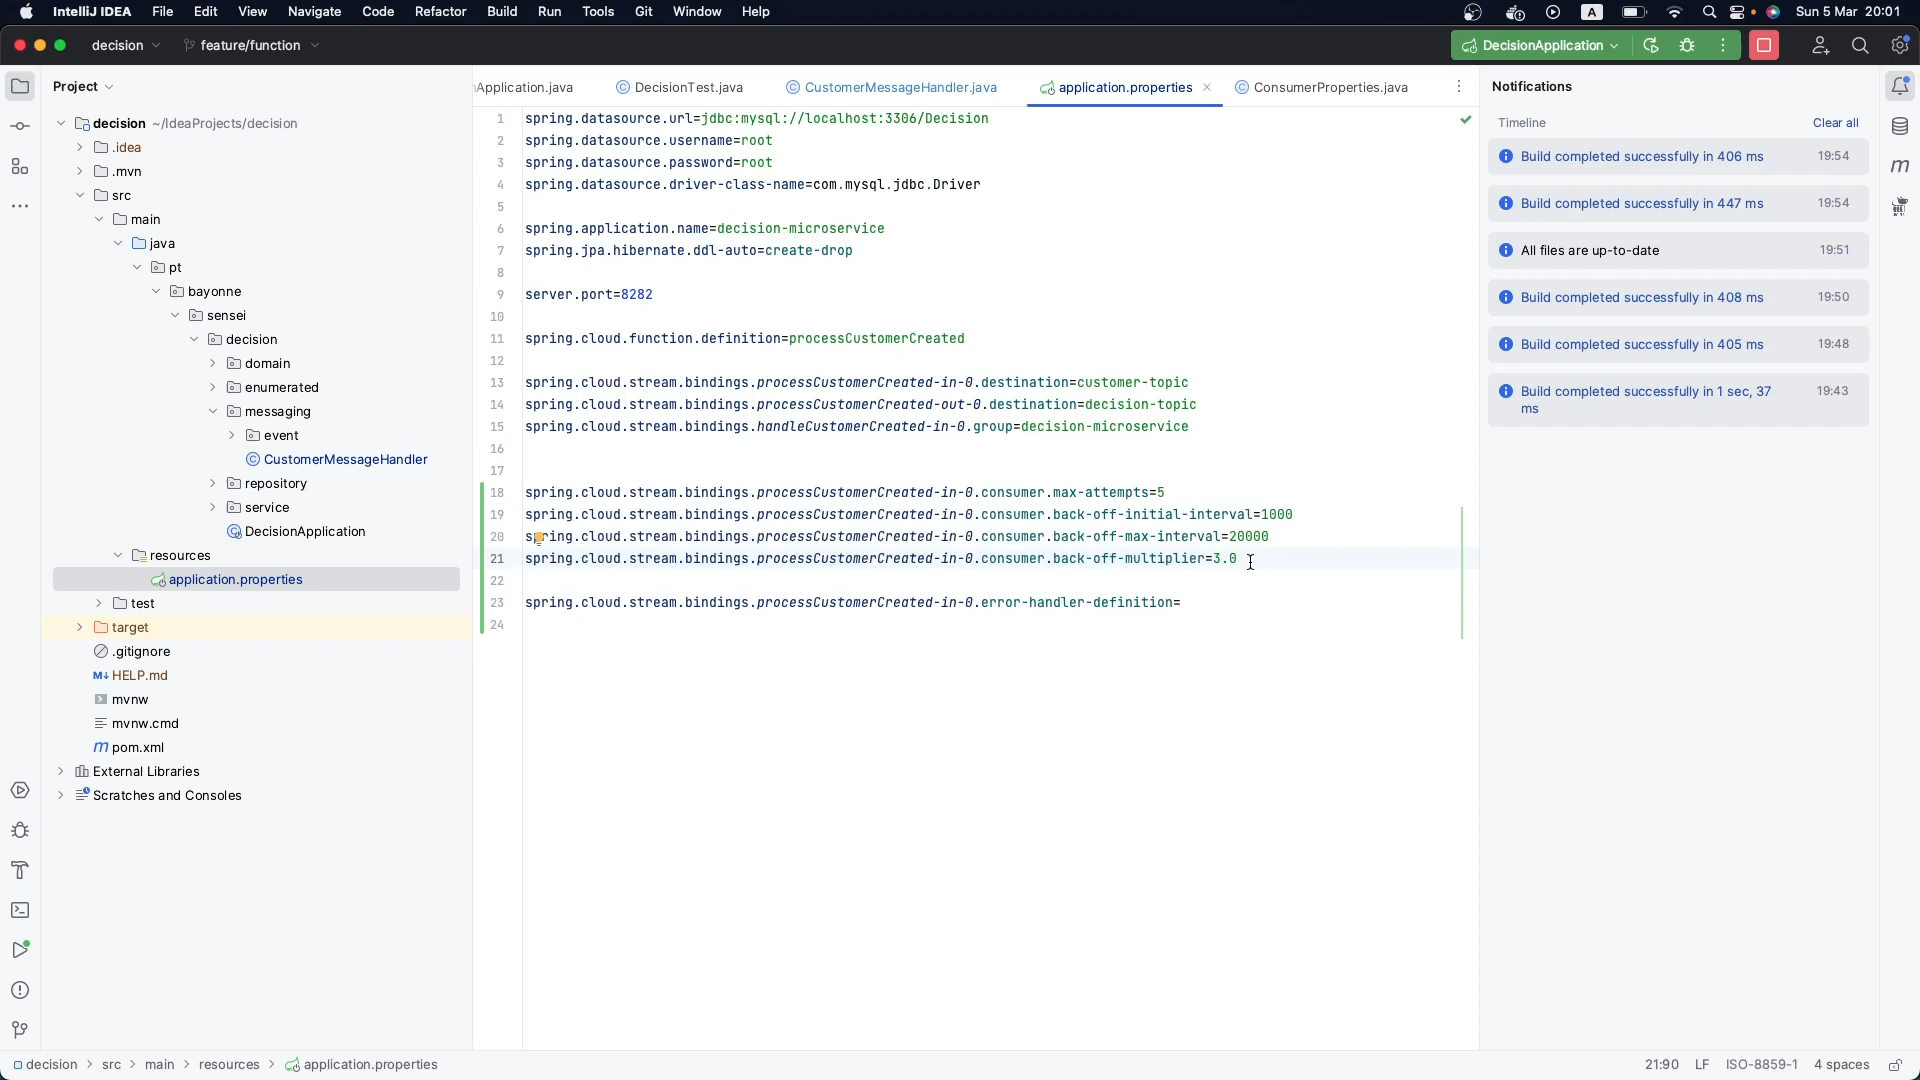 IntelliJ IDEA File Edit View Navigate Code Refactor Build Run Tools Git Window Help A Sun 5 Mar 20:01
decision feature/function DecisionApplication
Project
decision ~/IdeaProjects/decision
.idea
.mvn
src
main
java
pt
bayonne
sensei
decision
domain
enumerated
messaging
event
CustomerMessageHandler
repository
service
DecisionApplication
resources
application.properties
test
target
.gitignore
M↓ HELP.md
mvnw
mvnw.cmd
m pom.xml
External Libraries
Scratches and Consoles
Application.java DecisionTest.java CustomerMessageHandler.java application.properties ConsumerProperties.java
1 spring.datasource.url=jdbc:mysql://localhost:3306/Decision
2 spring.datasource.username=root
3 spring.datasource.password=root
4 spring.datasource.driver-class-name=com.mysql.jdbc.Driver
5
6 spring.application.name=decision-microservice
7 spring.jpa.hibernate.ddl-auto=create-drop
8
9 server.port=8282
10
11 spring.cloud.function.definition=processCustomerCreated
12
13 spring.cloud.stream.bindings.processCustomerCreated-in-0.destination=customer-topic
14 spring.cloud.stream.bindings.processCustomerCreated-out-0.destination=decision-topic
15 spring.cloud.stream.bindings.handleCustomerCreated-in-0.group=decision-microservice
16
17
18 spring.cloud.stream.bindings.processCustomerCreated-in-0.consumer.max-attempts=5
19 spring.cloud.stream.bindings.processCustomerCreated-in-0.consumer.back-off-initial-interval=1000
20 spring.cloud.stream.bindings.processCustomerCreated-in-0.consumer.back-off-max-interval=20000
21 spring.cloud.stream.bindings.processCustomerCreated-in-0.consumer.back-off-multiplier=3.0
22
23 spring.cloud.stream.bindings.processCustomerCreated-in-0.error-handler-definition=
24
Notifications
Timeline Clear all
Build completed successfully in 406 ms 19:54
Build completed successfully in 447 ms 19:54
All files are up-to-date 19:51
Build completed successfully in 408 ms 19:50
Build completed successfully in 405 ms 19:48
Build completed successfully in 1 sec, 37 19:43
ms
m
decision > src > main > resources > application.properties 21:90 LF ISO-8859-1 4 spaces